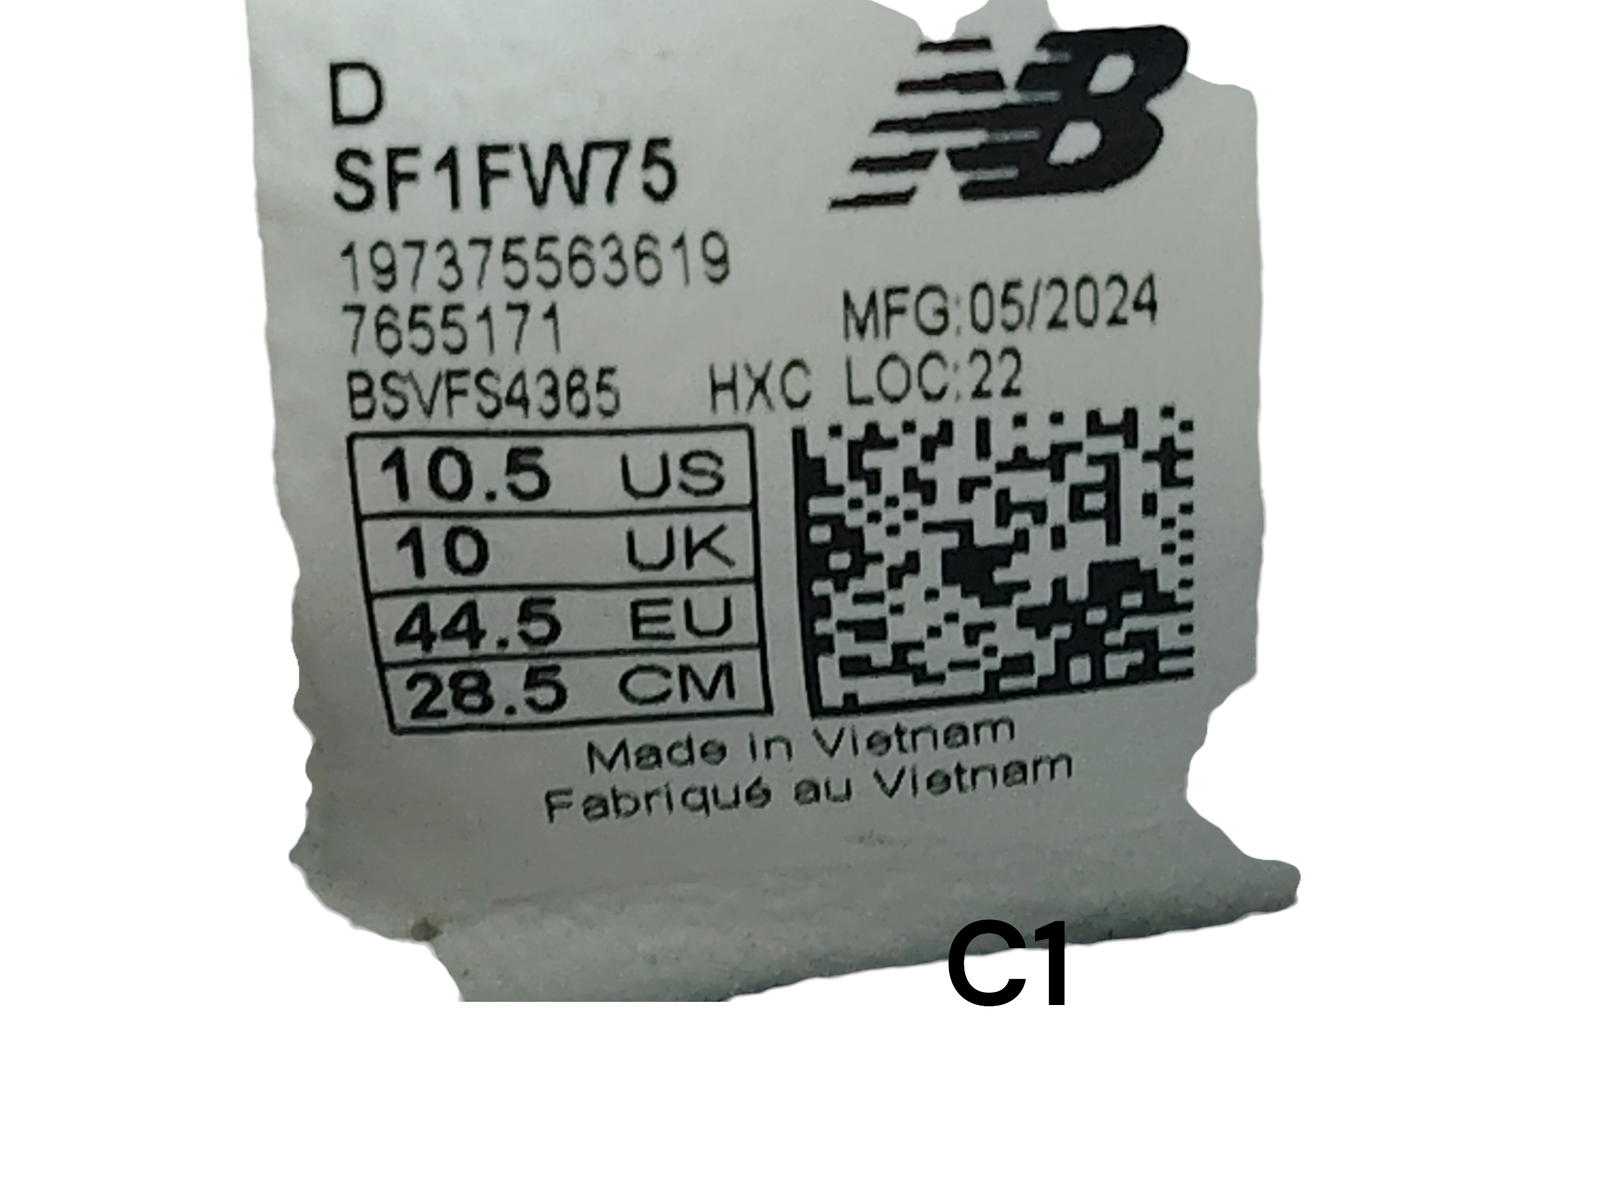 D
SF1FW75
NB
197375563619
7655171
MFG:05/2024
BSVFS4365 HXC LOC:22
10.5 US
10 UK
44.5 EU
28.5 CM
Made in Vietnam
Fabriqué au Vietnam
C1